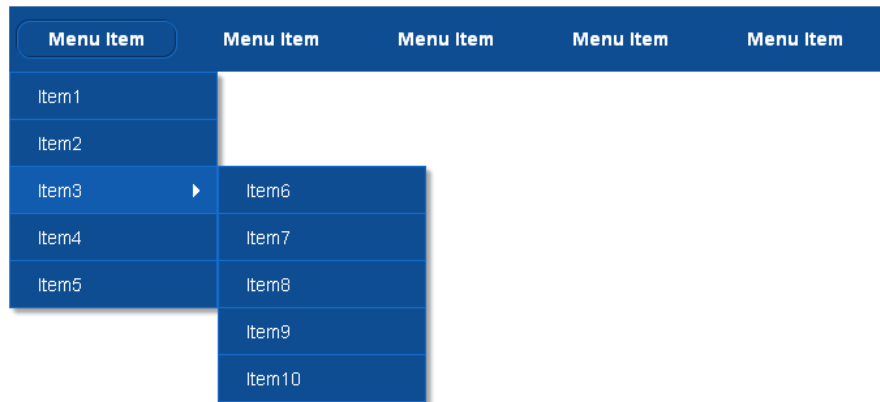 Menu Item Menu Item Menu Item Menu Item Menu Item
Item1
Item2
Item3 Item6
Item4 Item7
Item5 Item8
Item9
Item10